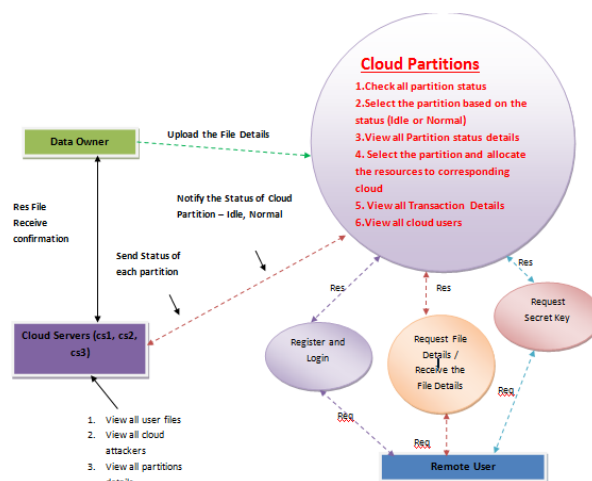 Cloud Partitions
1.Check all partition status
2.Select the partition based on the
status (Idle or Normal)
3.View all Partition status details
4. Select the partition and allocate
the resources to corresponding
cloud
5. View all Transaction Details
6.View all cloud users
Data Owner
Upload the File Details
Res File
Receive
confirmation
Notify the Status of Cloud
Partition – Idle, Normal
Send Status of
each partition
Cloud Servers (cs1, cs2,
cs3)
1. View all user files
2. View all cloud
attackers
3. View all partitions
details
Res
Res
Res
Register and
Login
Request File
Details /
Receive the
File Details
Request
Secret Key
Req
Req
Req
Remote User